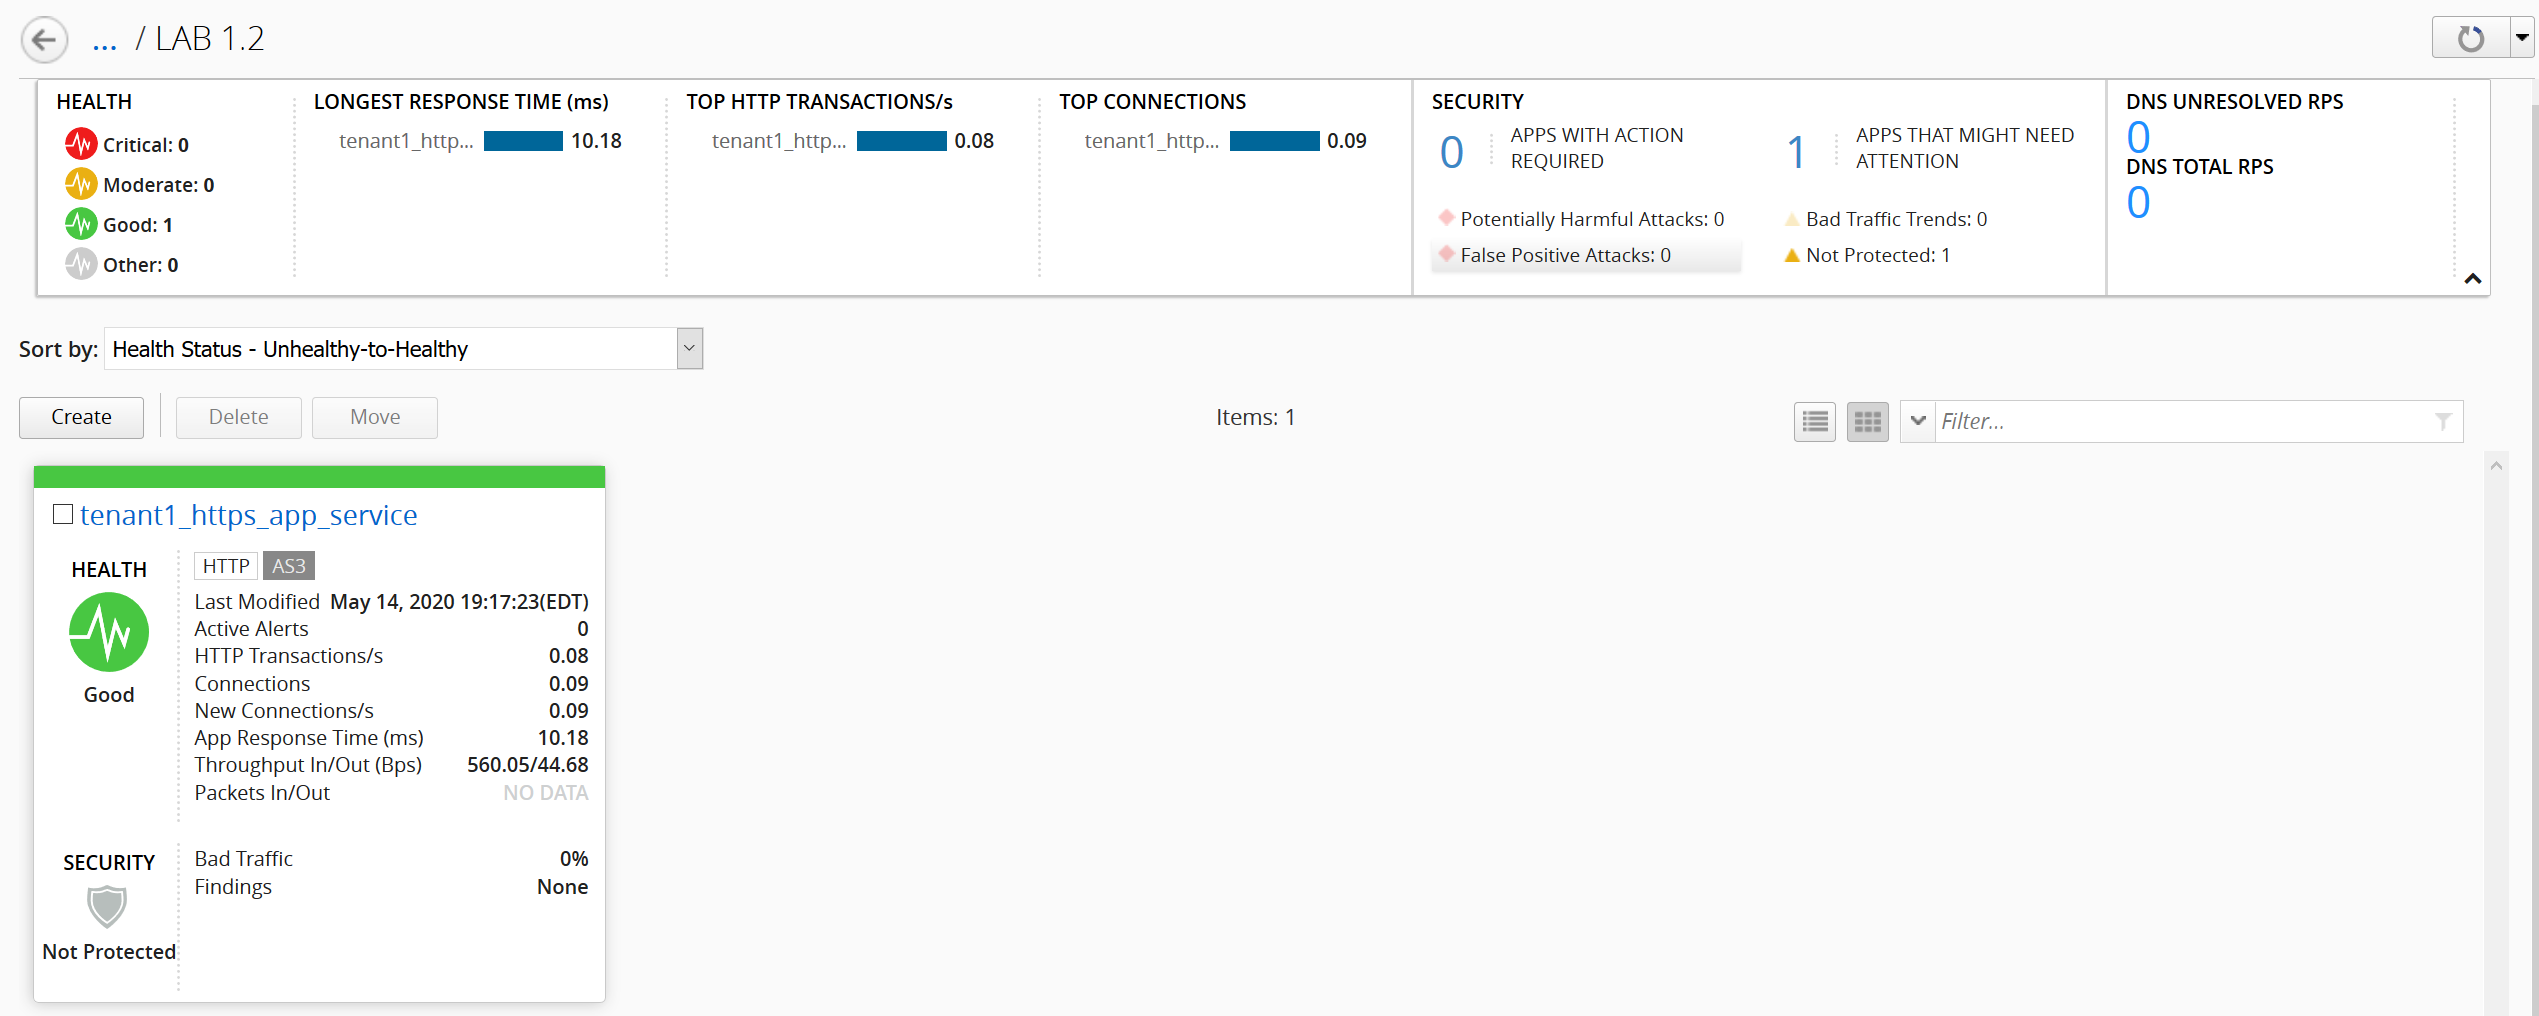 ... / LAB 1.2
HEALTH
Critical: 0
Moderate: 0
Good: 1
Other: 0
LONGEST RESPONSE TIME (ms)
tenant1_http... 10.18
TOP HTTP TRANSACTIONS/s
tenant1_http... 0.08
TOP CONNECTIONS
tenant1_http... 0.09
SECURITY
0 APPS WITH ACTION
REQUIRED
1 APPS THAT MIGHT NEED
ATTENTION
Potentially Harmful Attacks: 0
False Positive Attacks: 0
Bad Traffic Trends: 0
Not Protected: 1
DNS UNRESOLVED RPS
0
DNS TOTAL RPS
0
Sort by: Health Status - Unhealthy-to-Healthy
Create Delete Move Items: 1 Filter...
tenant1_https_app_service
HEALTH
Good
HTTP AS3
Last Modified May 14, 2020 19:17:23(EDT)
Active Alerts 0
HTTP Transactions/s 0.08
Connections 0.09
New Connections/s 0.09
App Response Time (ms) 10.18
Throughput In/Out (Bps) 560.05/44.68
Packets In/Out NO DATA
SECURITY
Not Protected
Bad Traffic 0%
Findings None